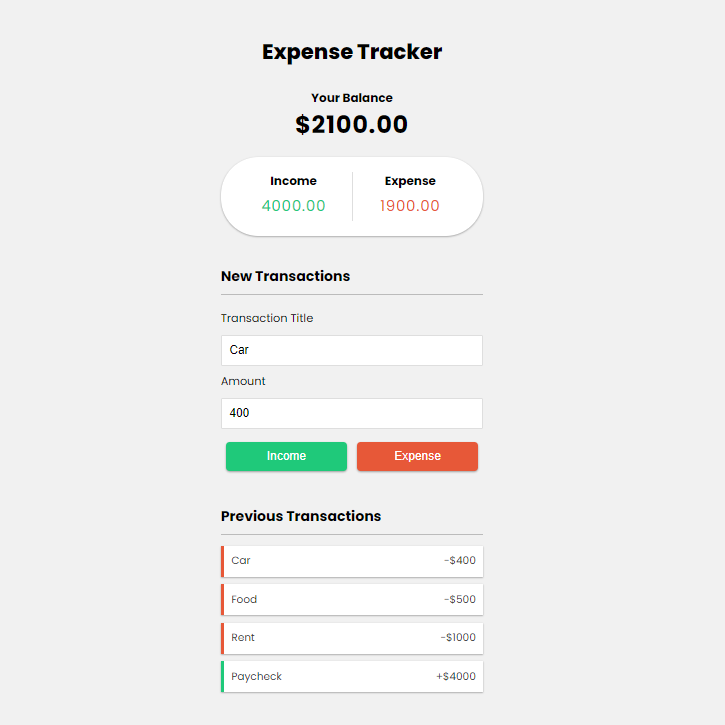 Expense Tracker
Your Balance
$2100.00
Income Expense
4000.00 1900.00
New Transactions
Transaction Title
Car
Amount
400
Income Expense
Previous Transactions
Car -$400
Food -$500
Rent -$1000
Paycheck +$4000